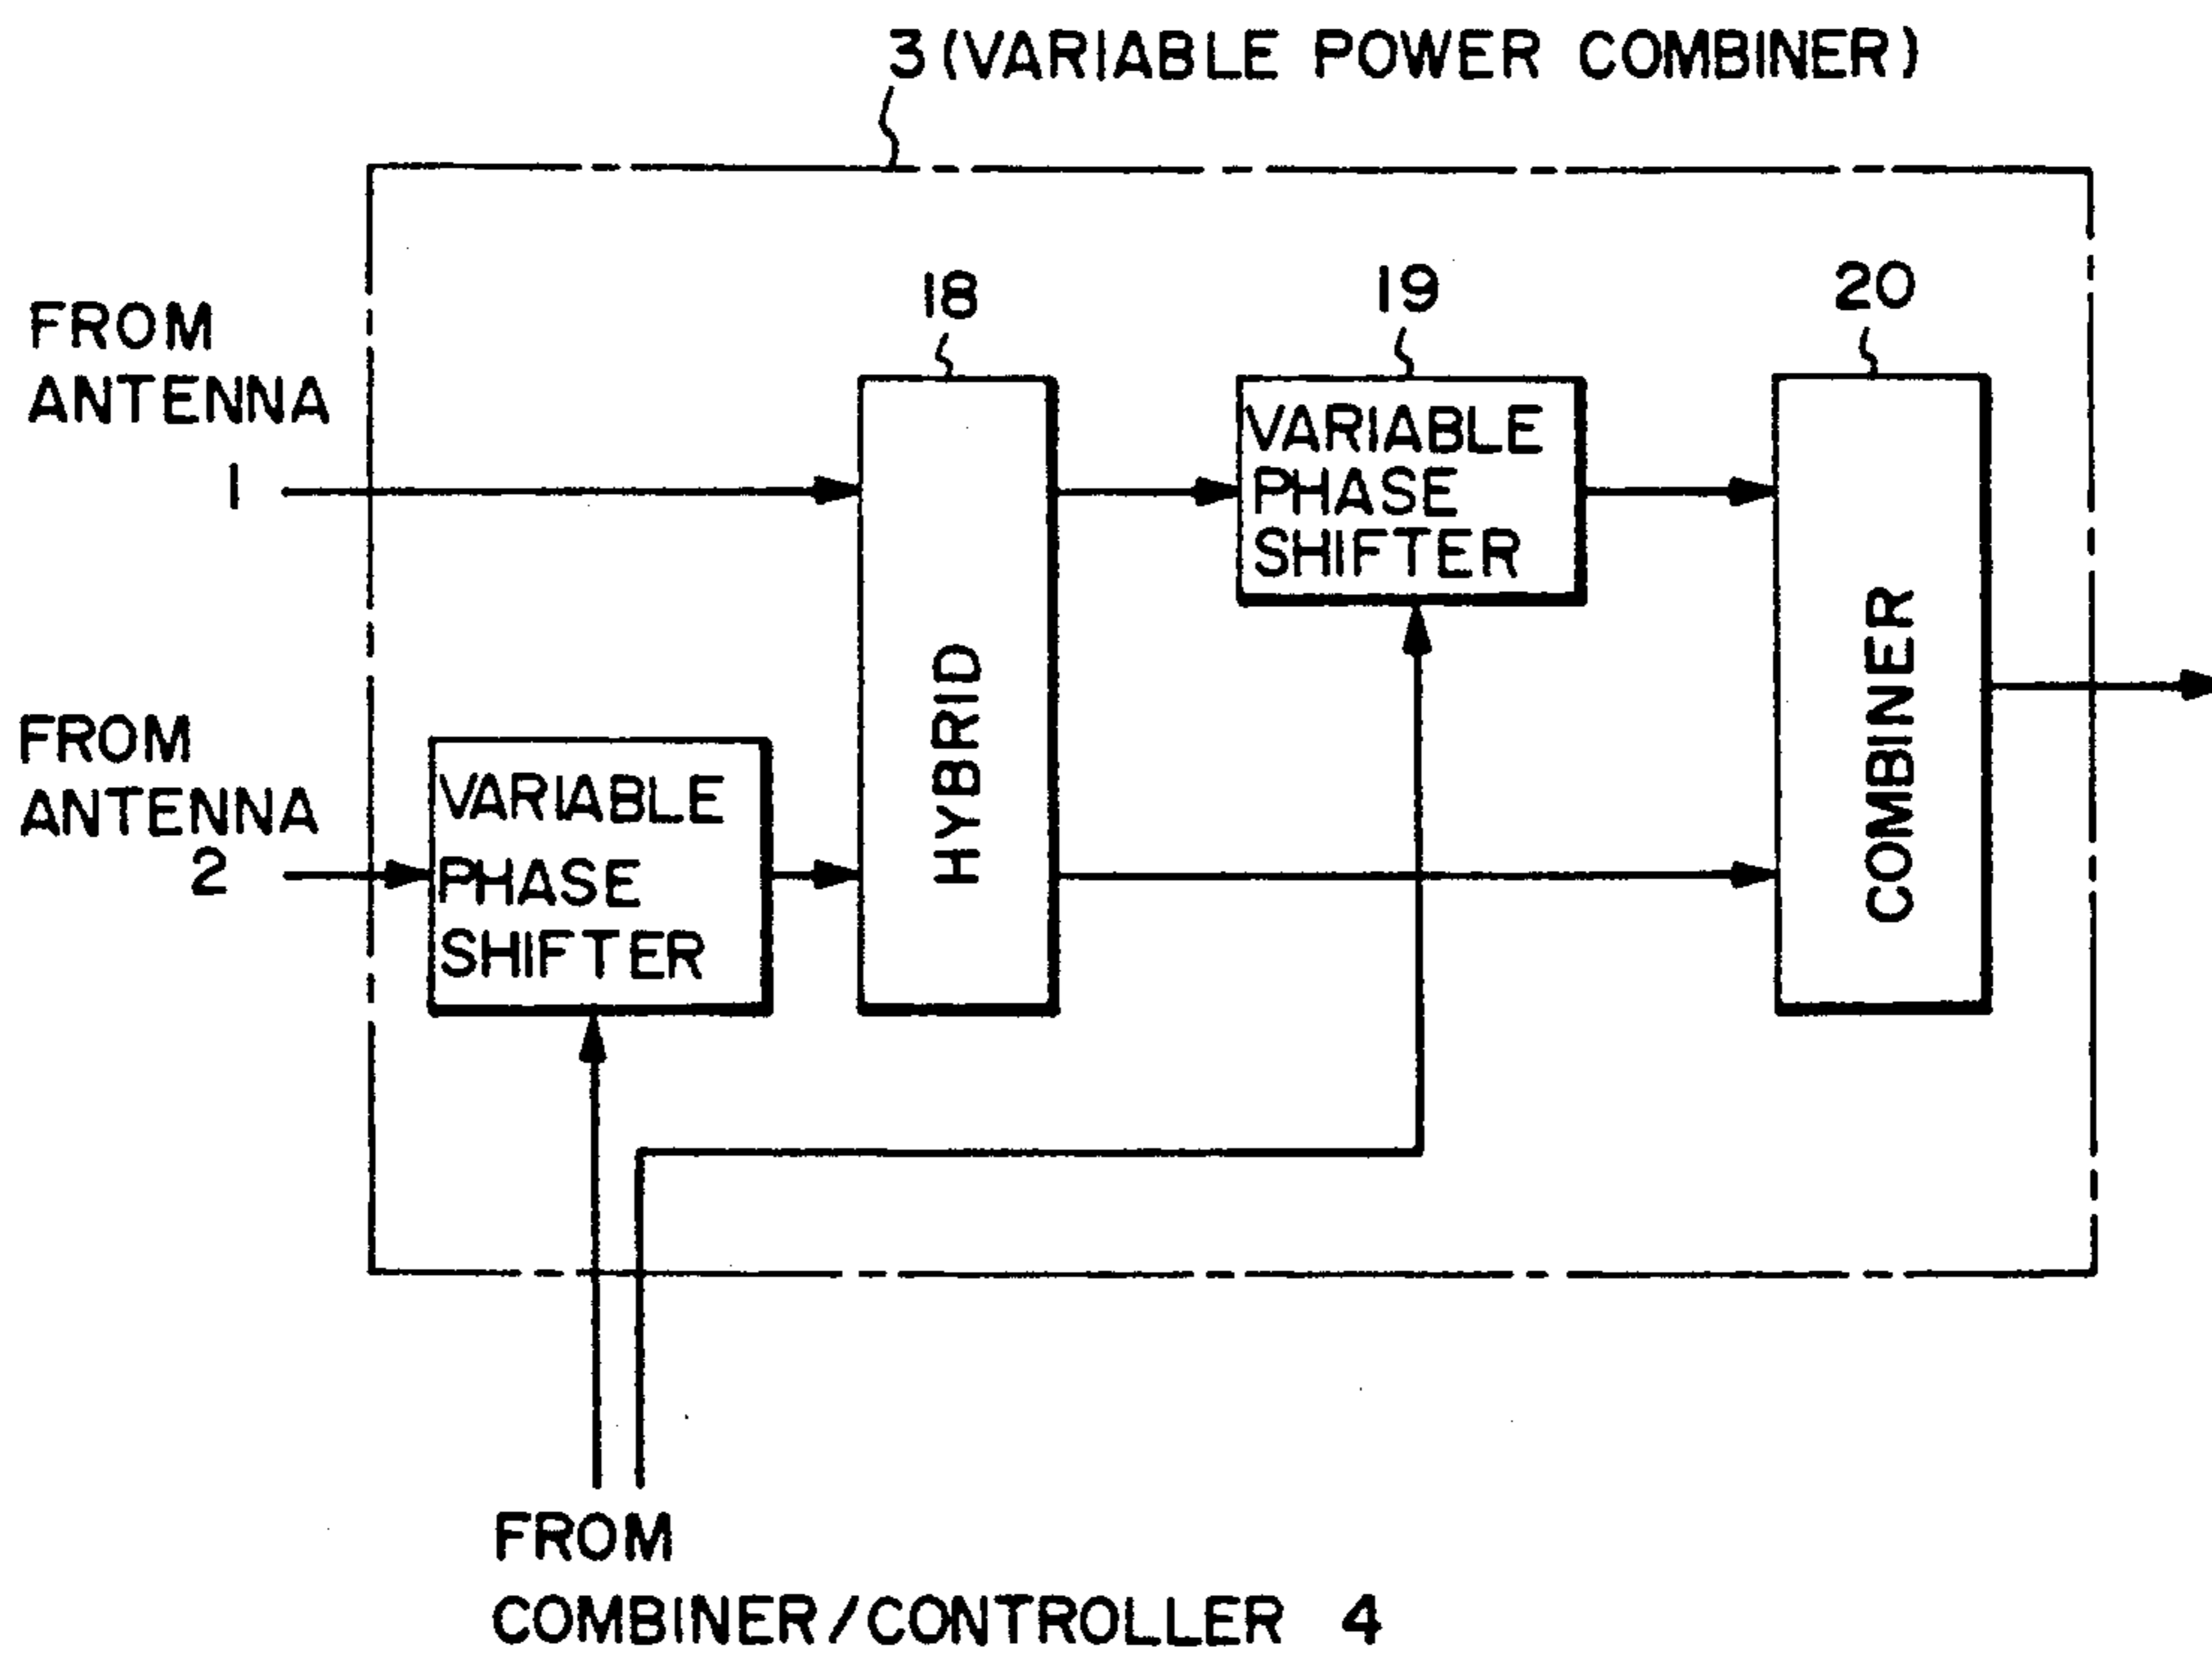 3 (VARIABLE POWER COMBINER)
FROM
ANTENNA
1
18
19
20
VARIABLE
PHASE
SHIFTER
HYBRID
COMBINER
FROM
ANTENNA
2
VARIABLE
PHASE
SHIFTER
FROM
COMBINER/CONTROLLER 4